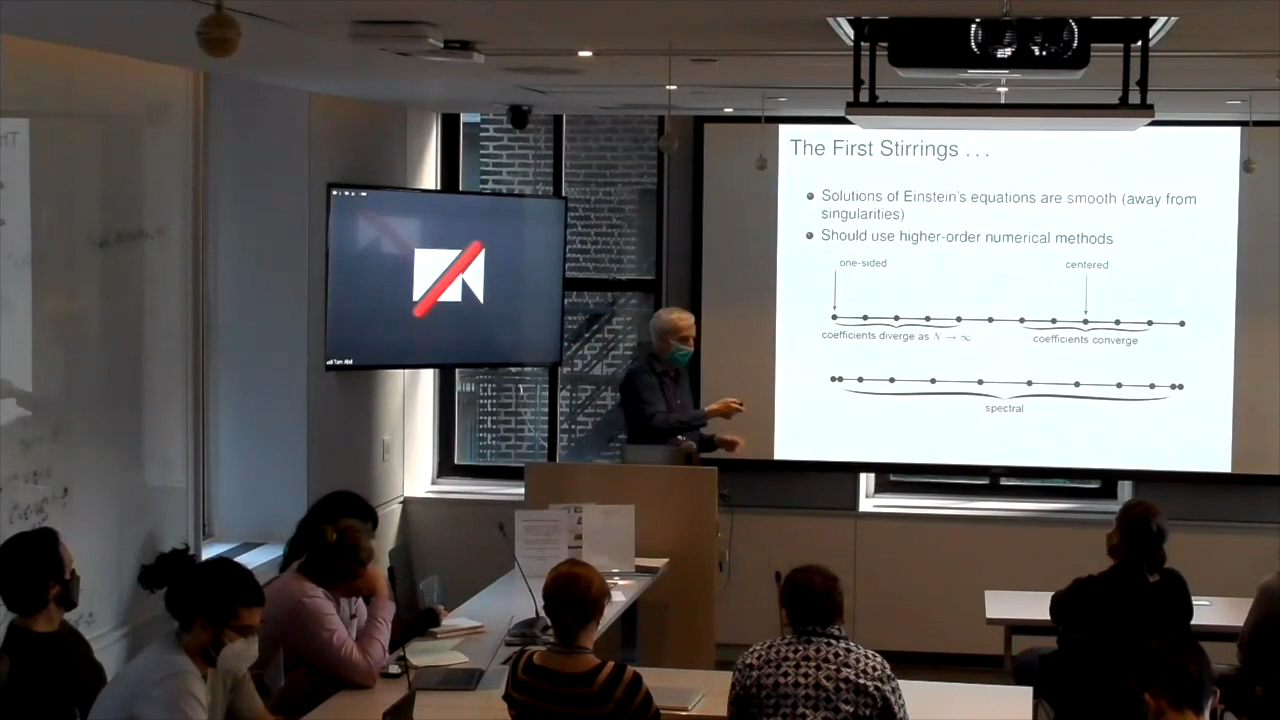 The First Stirrings . . .
Solutions of Einstein's equations are smooth (away from
singularities)
Should use higher-order numerical methods
one-sided
centered
coefficients diverge as N → ∞
coefficients converge
spectral